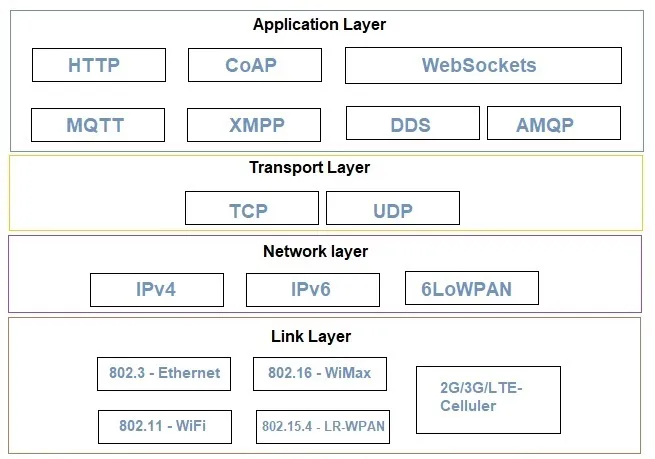 Application Layer
HTTP
CoAP
WebSockets
MQTT
XMPP
DDS
AMQP
Transport Layer
TCP
UDP
Network layer
IPv4
IPv6
6LoWPAN
Link Layer
802.3 - Ethernet
802.16 - WiMax
2G/3G/LTE-
Celluler
802.11 - WiFi
802.15.4 - LR-WPAN